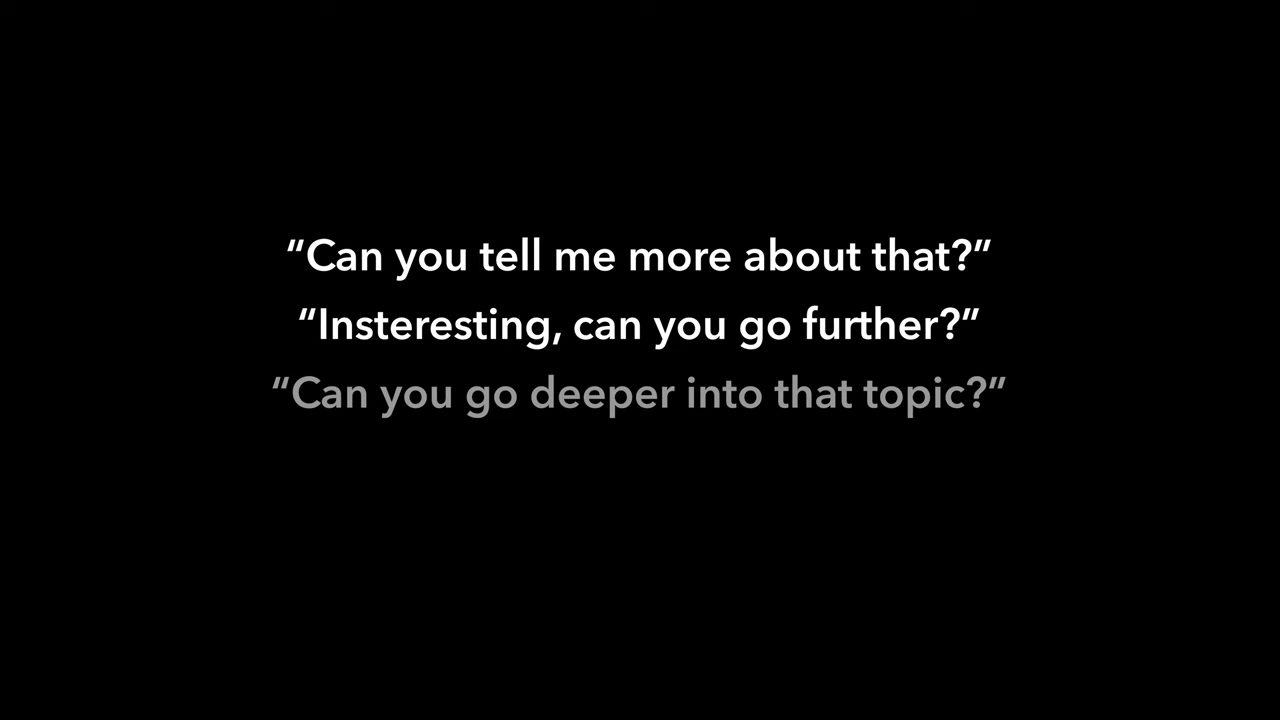 “Can you tell me more about that?”
“Insteresting, can you go further?”
“Can you go deeper into that topic?”